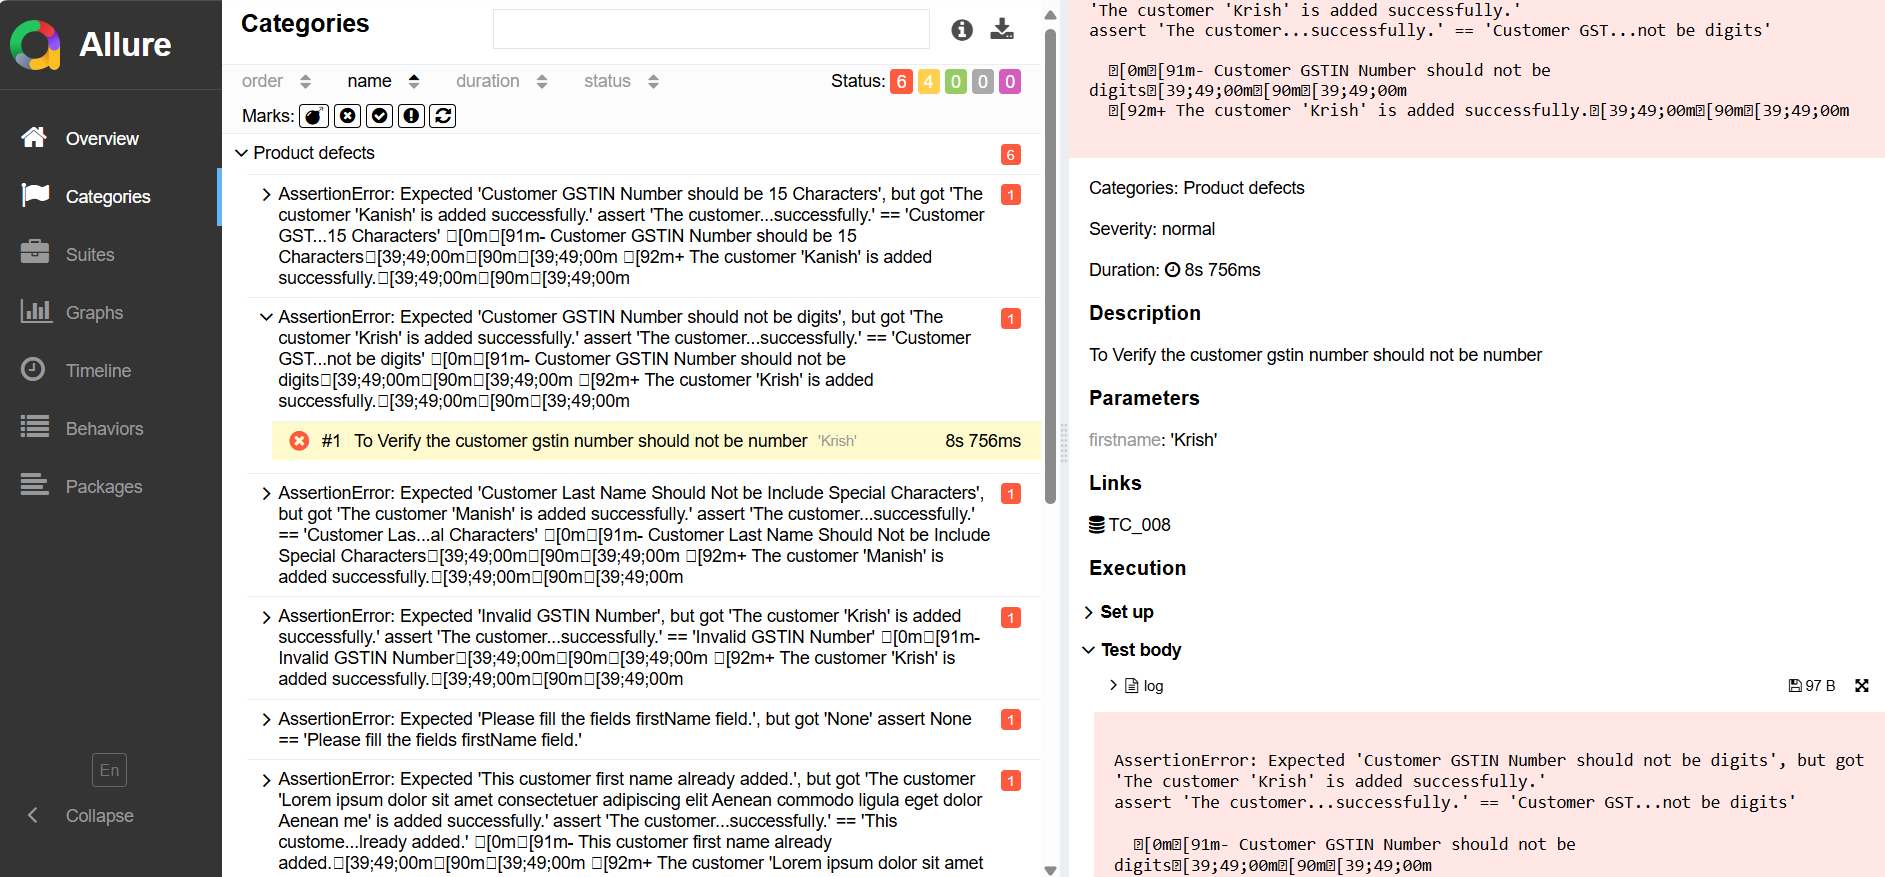 Allure
Overview
Categories
Suites
Graphs
Timeline
Behaviors
Packages
En
Collapse
Categories
order name duration status Status: 6 4 0 0 0
Marks:
Product defects 6
AssertionError: Expected 'Customer GSTIN Number should be 15 Characters', but got 'The 1
customer 'Kanish' is added successfully.' assert 'The customer...successfully.' == 'Customer
GST...15 Characters' □[0m□[91m- Customer GSTIN Number should be 15
Characters□[39;49;00m□[90m□[39;49;00m □[92m+ The customer 'Kanish' is added
successfully.□[39;49;00m□[90m□[39;49;00m
AssertionError: Expected 'Customer GSTIN Number should not be digits', but got 'The 1
customer 'Krish' is added successfully.' assert 'The customer...successfully.' == 'Customer
GST...not be digits' □[0m□[91m- Customer GSTIN Number should not be
digits□[39;49;00m□[90m□[39;49;00m □[92m+ The customer 'Krish' is added
successfully.□[39;49;00m□[90m□[39;49;00m
#1 To Verify the customer gstin number should not be number 'Krish' 8s 756ms
AssertionError: Expected 'Customer Last Name Should Not be Include Special Characters', 1
but got 'The customer 'Manish' is added successfully.' assert 'The customer...successfully.'
== 'Customer Las...al Characters' □[0m□[91m- Customer Last Name Should Not be Include
Special Characters□[39;49;00m□[90m□[39;49;00m □[92m+ The customer 'Manish' is
added successfully.□[39;49;00m□[90m□[39;49;00m
AssertionError: Expected 'Invalid GSTIN Number', but got 'The customer 'Krish' is added 1
successfully.' assert 'The customer...successfully.' == 'Invalid GSTIN Number' □[0m□[91m-
Invalid GSTIN Number□[39;49;00m□[90m□[39;49;00m □[92m+ The customer 'Krish' is
added successfully.□[39;49;00m□[90m□[39;49;00m
AssertionError: Expected 'Please fill the fields firstName field.', but got 'None' assert None 1
== 'Please fill the fields firstName field.'
AssertionError: Expected 'This customer first name already added.', but got 'The customer 1
'Lorem ipsum dolor sit amet consectetuer adipiscing elit Aenean commodo ligula eget dolor
Aenean me' is added successfully.' assert 'The customer...successfully.' == 'This
custome...lready added.' □[0m□[91m- This customer first name already
added.□[39;49;00m□[90m□[39;49;00m □[92m+ The customer 'Lorem ipsum dolor sit amet
'The customer 'Krish' is added successfully.'
assert 'The customer...successfully.' == 'Customer GST...not be digits'
□[0m□[91m- Customer GSTIN Number should not be
digits□[39;49;00m□[90m□[39;49;00m
□[92m+ The customer 'Krish' is added successfully.□[39;49;00m□[90m□[39;49;00m
Categories: Product defects
Severity: normal
Duration: 8s 756ms
Description
To Verify the customer gstin number should not be number
Parameters
firstname: 'Krish'
Links
TC_008
Execution
Set up
Test body
log 97 B
AssertionError: Expected 'Customer GSTIN Number should not be digits', but got
'The customer 'Krish' is added successfully.'
assert 'The customer...successfully.' == 'Customer GST...not be digits'
□[0m□[91m- Customer GSTIN Number should not be
digits□[39;49;00m□[90m□[39;49;00m